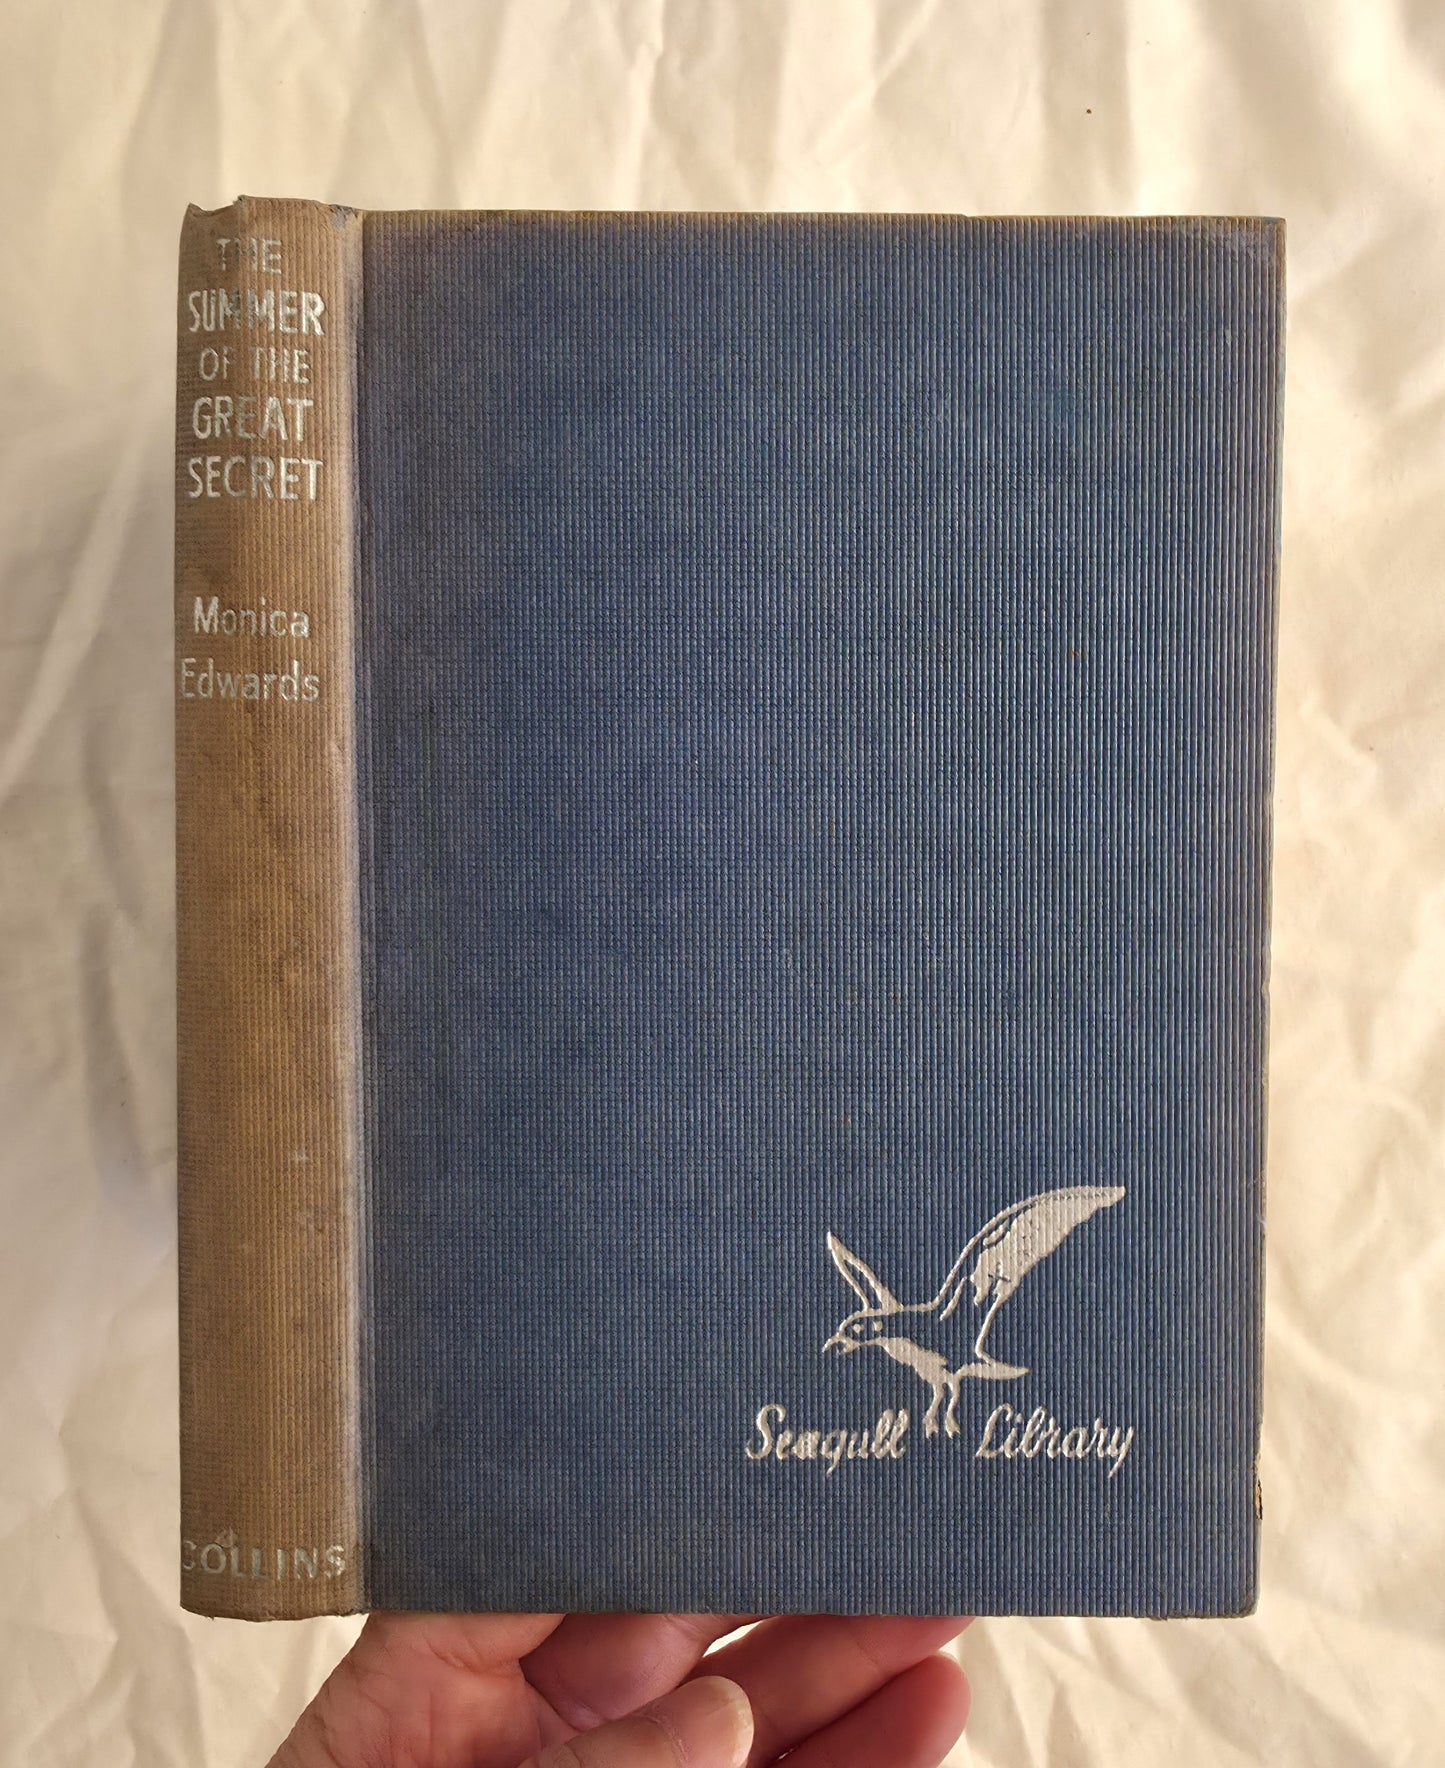 THE
SUMMER
OF THE
GREAT
SECRET
Monica
Edwards
COLLINS
Seagull Library